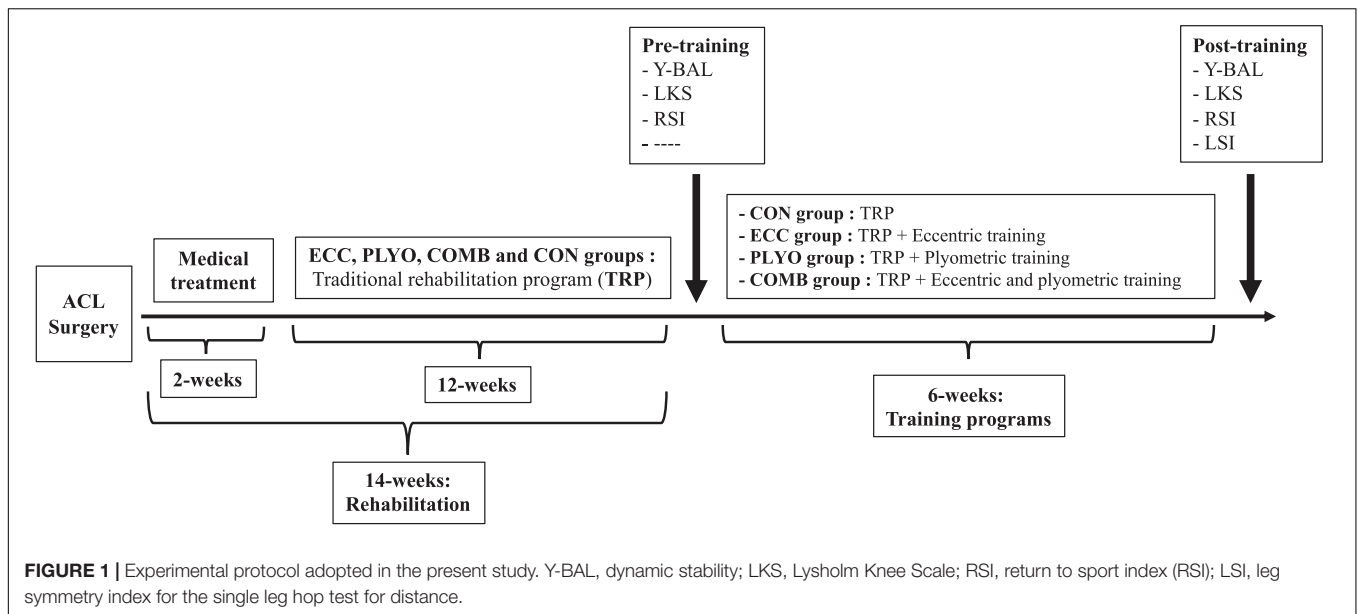 Pre-training
- Y-BAL
- LKS
- RSI
- ----
Post-training
- Y-BAL
- LKS
- RSI
- LSI
ACL
Surgery
Medical
treatment
ECC, PLYO, COMB and CON groups :
Traditional rehabilitation program (TRP)
- CON group : TRP
- ECC group : TRP + Eccentric training
- PLYO group : TRP + Plyometric training
- COMB group : TRP + Eccentric and plyometric training
2-weeks
12-weeks
14-weeks:
Rehabilitation
6-weeks:
Training programs
FIGURE 1 | Experimental protocol adopted in the present study. Y-BAL, dynamic stability; LKS, Lysholm Knee Scale; RSI, return to sport index (RSI); LSI, leg
symmetry index for the single leg hop test for distance.